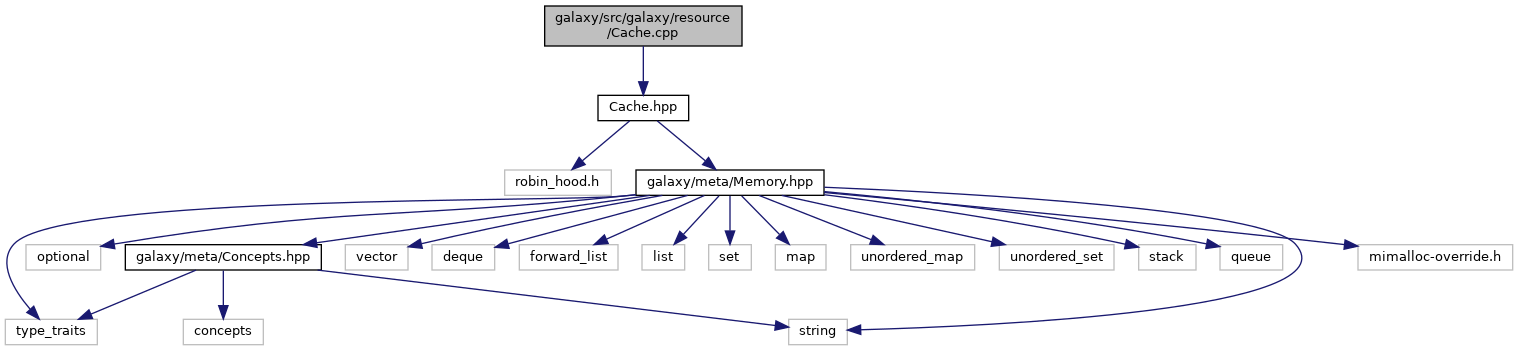 galaxy/src/galaxy/resource
/Cache.cpp
Cache.hpp
robin_hood.h
galaxy/meta/Memory.hpp
optional
galaxy/meta/Concepts.hpp
vector
deque
forward_list
list
set
map
unordered_map
unordered_set
stack
queue
mimalloc-override.h
type_traits
concepts
string